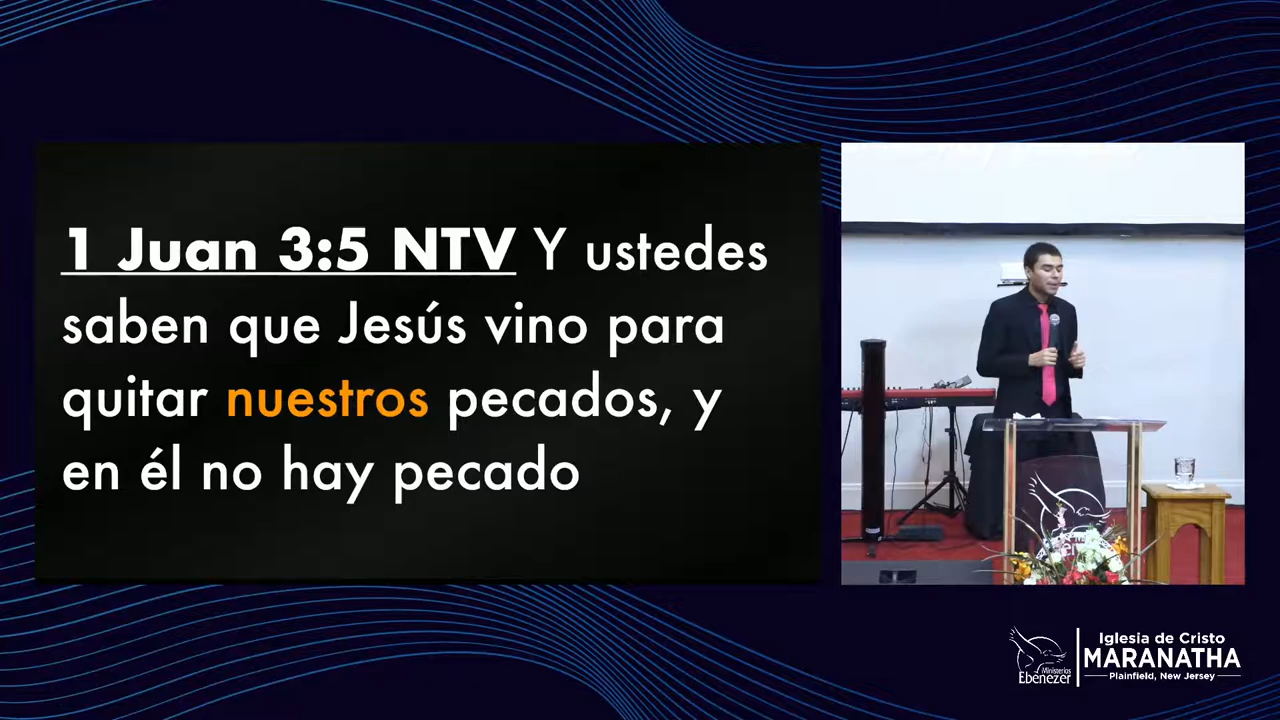 1 Juan 3:5 NTV Y ustedes
saben que Jesús vino para
quitar nuestros pecados, y
en él no hay pecado
Ministerios
Ebenezer
Iglesia de Cristo
MARANATHA
Plainfield, New Jersey